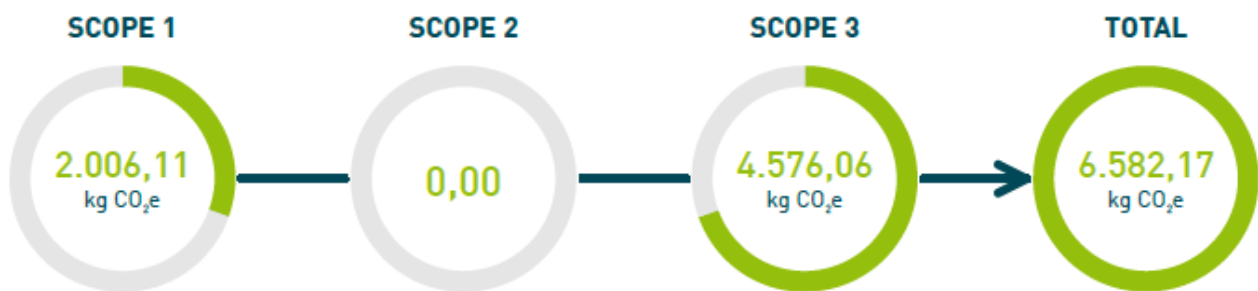 SCOPE 1
2.006,11
kg CO₂e
SCOPE 2
0,00
SCOPE 3
4.576,06
kg CO₂e
TOTAL
6.582,17
kg CO₂e